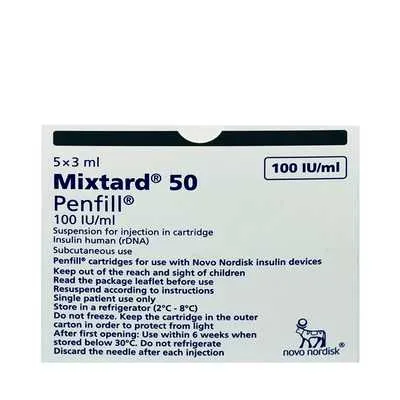 5×3 ml
100 IU/ml
Mixtard® 50
Penfill®
100 IU/ml
Suspension for injection in cartridge
Insulin human (rDNA)
Subcutaneous use
Penfill® cartridges for use with Novo Nordisk insulin devices
Keep out of the reach and sight of children
Read the package leaflet before use
Resuspend according to instructions
Single patient use only
Store in a refrigerator (2°C - 8°C)
Do not freeze. Keep the cartridge in the outer
carton in order to protect from light
After first opening: Use within 6 weeks when
stored below 30°C. Do not refrigerate
Discard the needle after each injection
novo nordisk®